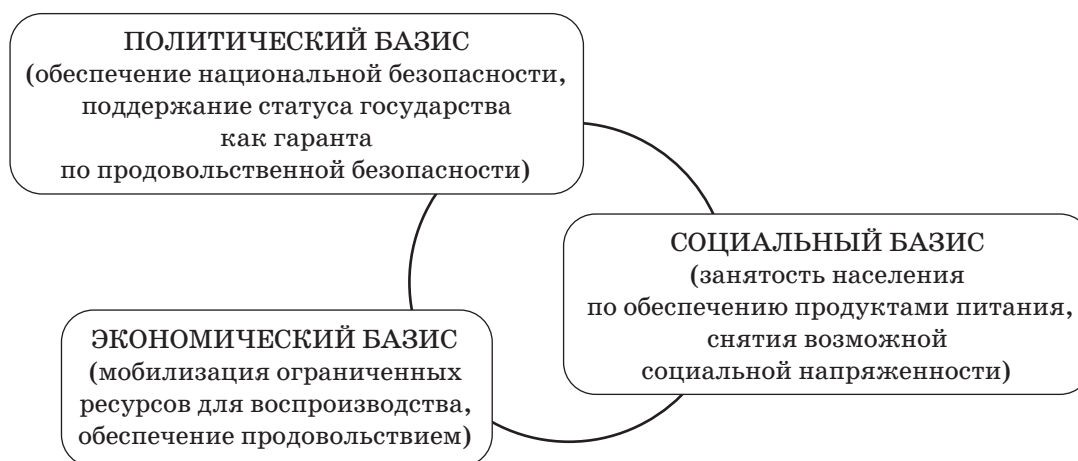 ПОЛИТИЧЕСКИЙ БАЗИС
(обеспечение национальной безопасности,
поддержание статуса государства
как гаранта
по продовольственной безопасности)
СОЦИАЛЬНЫЙ БАЗИС
(занятость населения
по обеспечению продуктами питания,
снятия возможной
социальной напряженности)
ЭКОНОМИЧЕСКИЙ БАЗИС
(мобилизация ограниченных
ресурсов для воспроизводства,
обеспечение продовольствием)